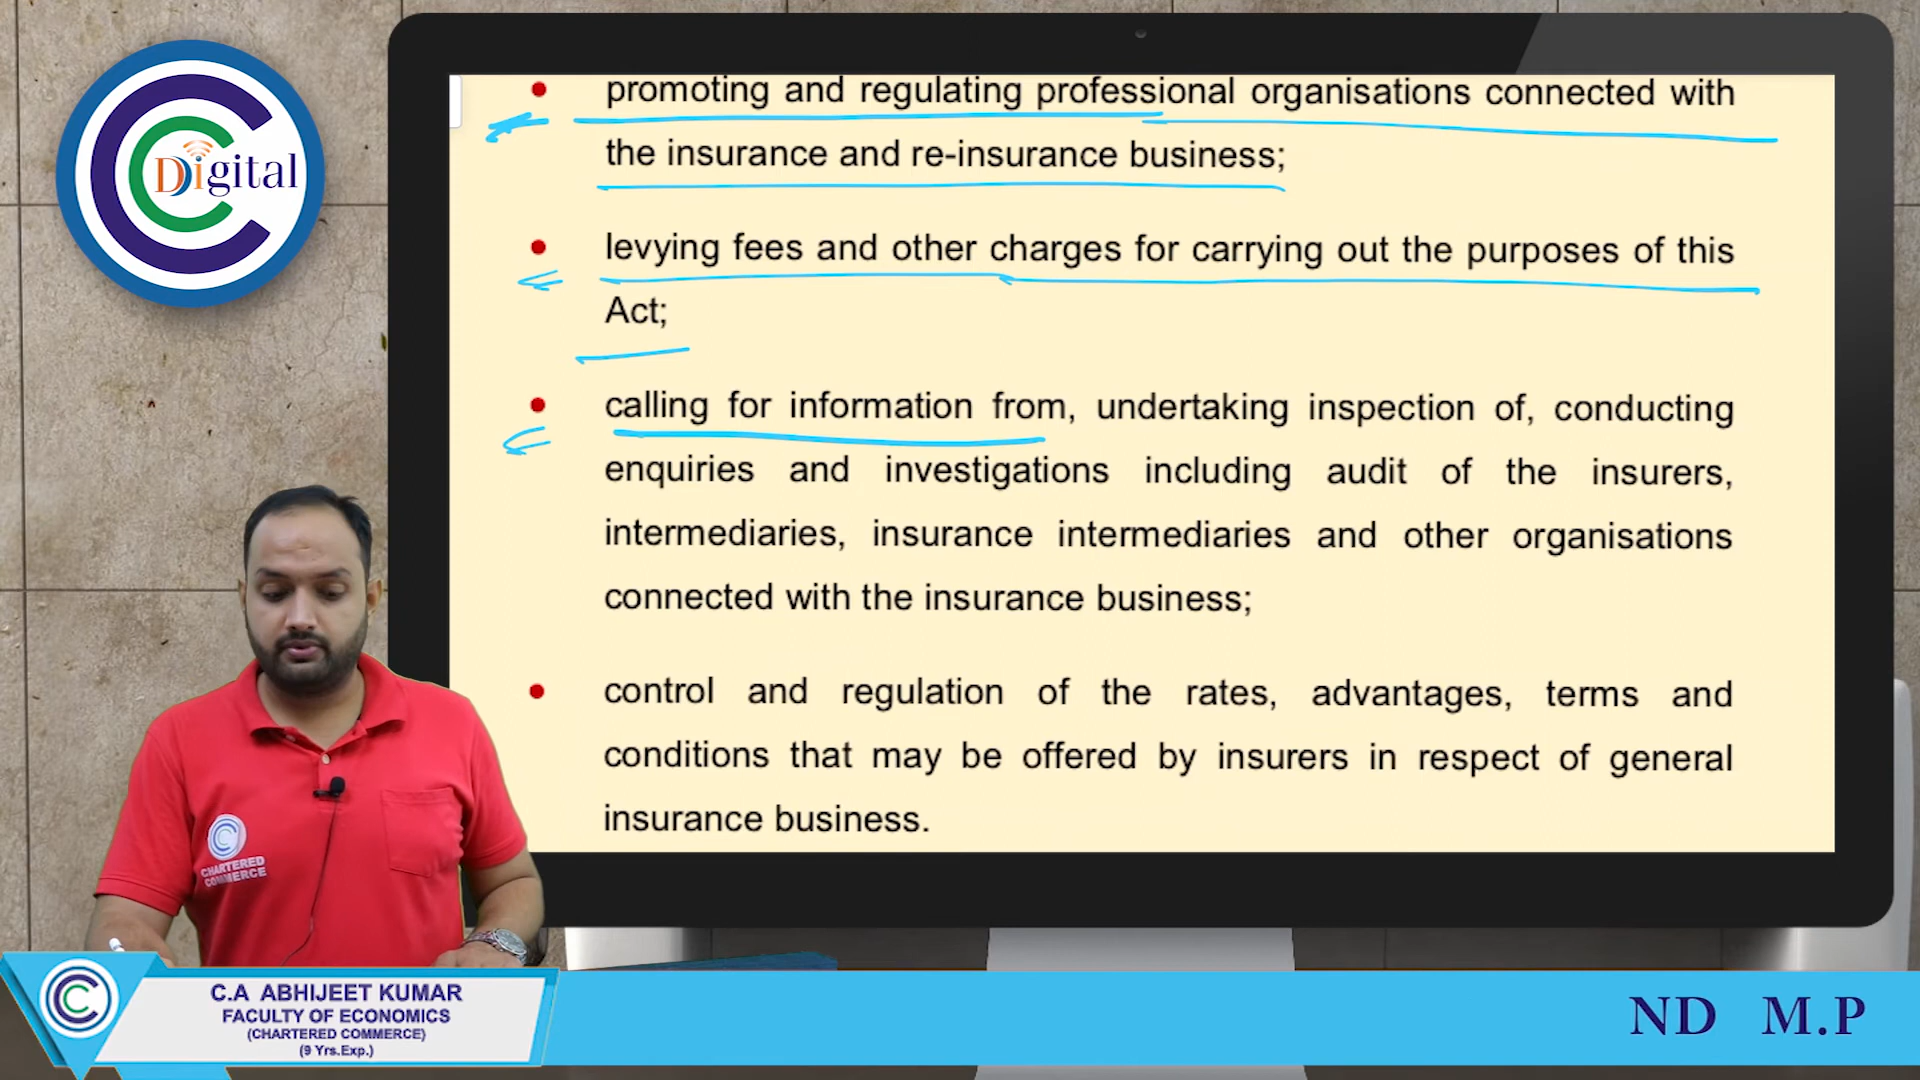 Digital
promoting and regulating professional organisations connected with
the insurance and re-insurance business;
levying fees and other charges for carrying out the purposes of this
Act;
calling for information from, undertaking inspection of, conducting
enquiries and investigations including audit of the insurers,
intermediaries, insurance intermediaries and other organisations
connected with the insurance business;
control and regulation of the rates, advantages, terms and
conditions that may be offered by insurers in respect of general
insurance business.
CHARTERED
COMMERCE
C.A ABHIJEET KUMAR
FACULTY OF ECONOMICS
(CHARTERED COMMERCE)
(9 Yrs.Exp.)
ND M.P